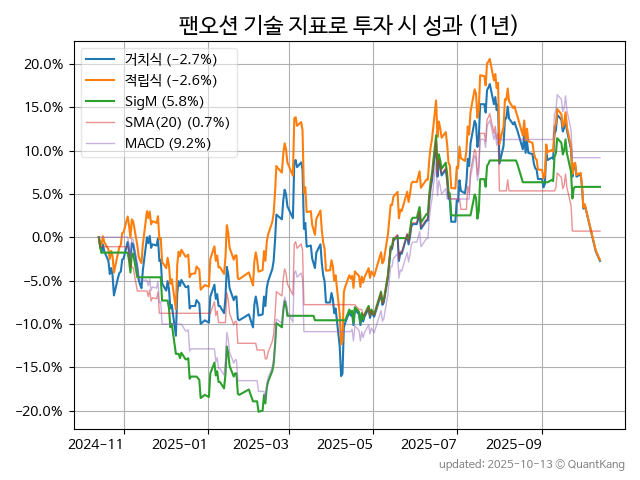 팬오션 기술 지표로 투자 시 성과 (1년)
거치식 (−2.7%)
적립식 (−2.6%)
SigM (5.8%)
SMA(20) (0.7%)
MACD (9.2%)
20.0%
15.0%
10.0%
5.0%
0.0%
−5.0%
−10.0%
−15.0%
−20.0%
2024-11 2025-01 2025-03 2025-05 2025-07 2025-09
updated: 2025-10-13 ⓒ QuantKang